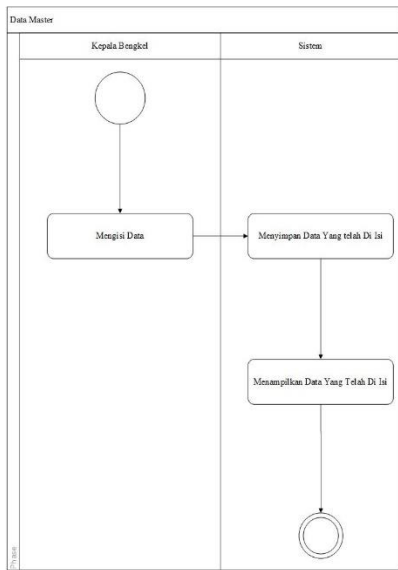 Data Master
Kepala Bengkel
Sistem
Mengisi Data
Menyimpan Data Yang telah Di Isi
Menampilkan Data Yang Telah Di Isi
Phase